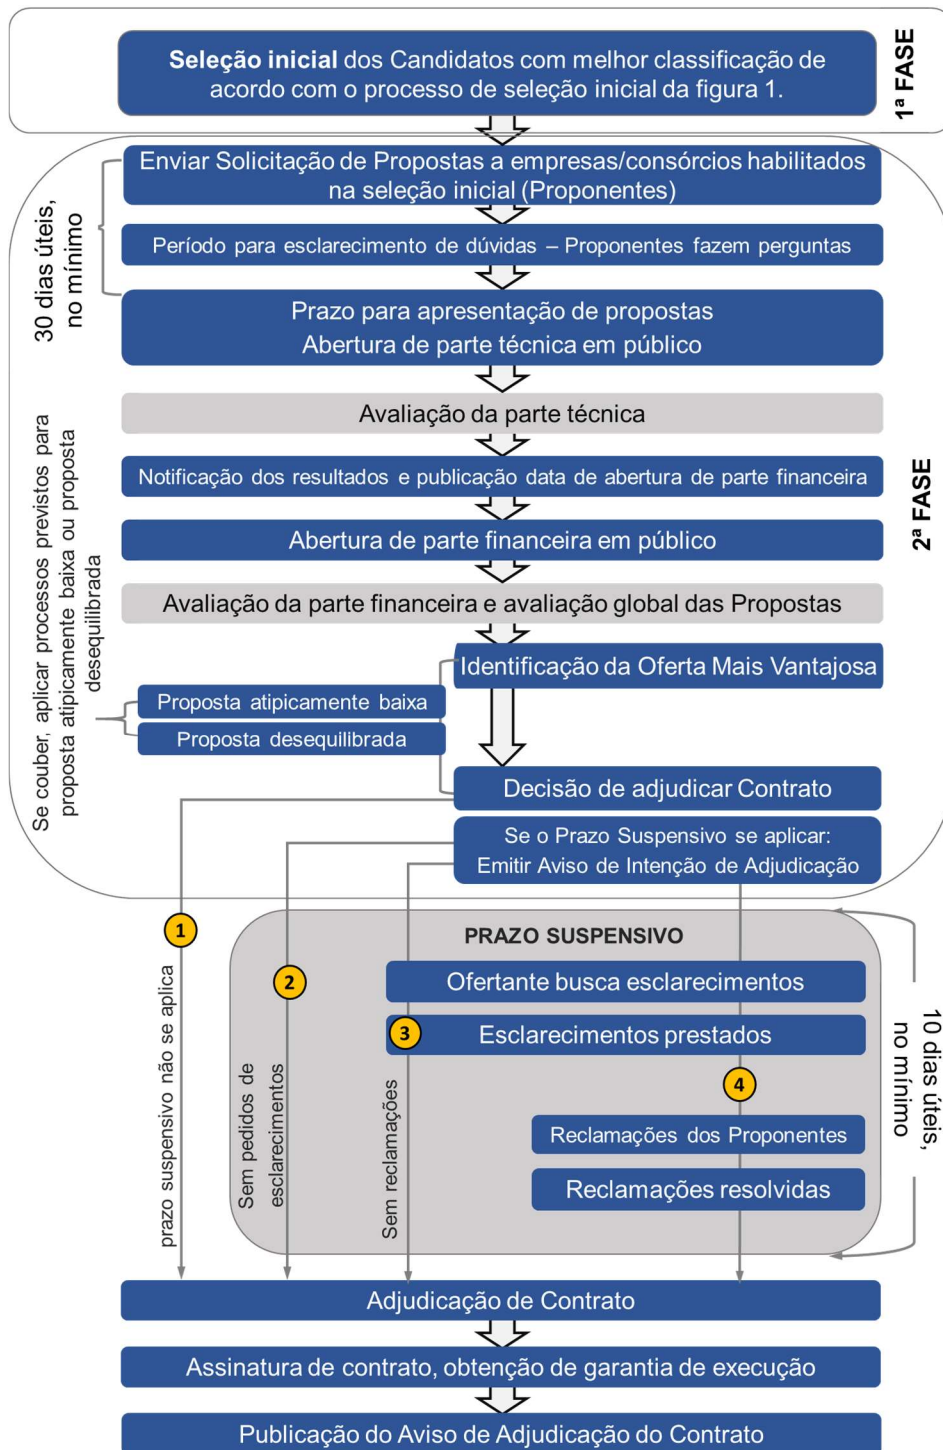 Seleção inicial dos Candidatos com melhor classificação de
acordo com o processo de seleção inicial da figura 1.
1ª FASE
Enviar Solicitação de Propostas a empresas/consórcios habilitados
na seleção inicial (Proponentes)
Período para esclarecimento de dúvidas – Proponentes fazem perguntas
30 dias úteis,
no mínimo
Prazo para apresentação de propostas
Abertura de parte técnica em público
Avaliação da parte técnica
Notificação dos resultados e publicação data de abertura de parte financeira
2ª FASE
Abertura de parte financeira em público
Avaliação da parte financeira e avaliação global das Propostas
Identificação da Oferta Mais Vantajosa
Se couber, aplicar processos previstos para
proposta atipicamente baixa ou proposta
desequilibrada
Proposta atipicamente baixa
Proposta desequilibrada
Decisão de adjudicar Contrato
Se o Prazo Suspensivo se aplicar:
Emitir Aviso de Intenção de Adjudicação
1
prazo suspensivo não se aplica
PRAZO SUSPENSIVO
2
Sem pedidos de
esclarecimentos
Ofertante busca esclarecimentos
3
Esclarecimentos prestados
Sem reclamações
4
Reclamações dos Proponentes
Reclamações resolvidas
10 dias úteis,
no mínimo
Adjudicação de Contrato
Assinatura de contrato, obtenção de garantia de execução
Publicação do Aviso de Adjudicação do Contrato